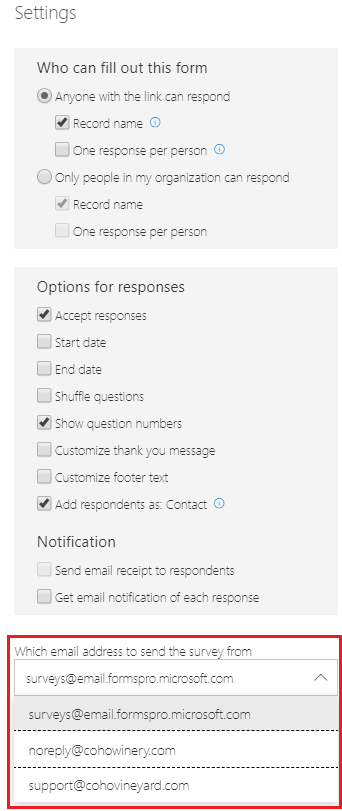 Settings
Who can fill out this form
Anyone with the link can respond
Record name
One response per person
Only people in my organization can respond
Record name
One response per person
Options for responses
Accept responses
Start date
End date
Shuffle questions
Show question numbers
Customize thank you message
Customize footer text
Add respondents as: Contact
Notification
Send email receipt to respondents
Get email notification of each response
Which email address to send the survey from
surveys@email.formspro.microsoft.com
surveys@email.formspro.microsoft.com
noreply@cohowinery.com
support@cohovineyard.com